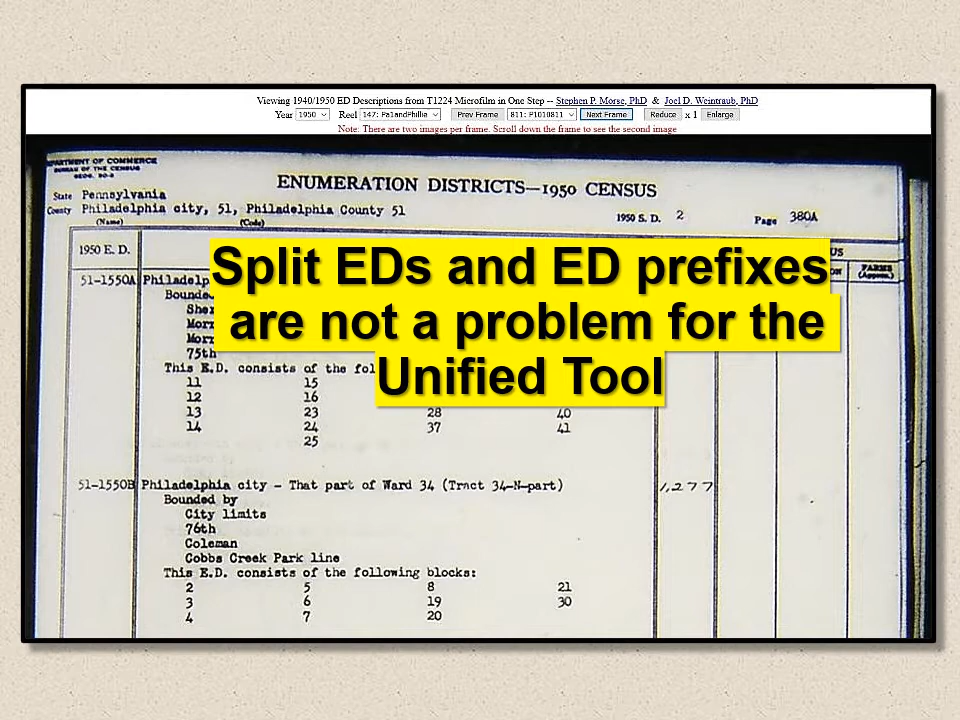 Viewing 1940/1950 ED Descriptions from T1224 Microfilm in One Step -- Stephen P. Morse, PhD & Joel D. Weintraub, PhD
Year 1950 Reel 147: Pa1andPhillie Prev Frame 811: F1010811 Next Frame Reduce x 1 Enlarge
Note: There are two images per frame. Scroll down the frame to see the second image
DEPARTMENT OF COMMERCE
BUREAU OF THE CENSUS
State Pennsylvania
ENUMERATION DISTRICTS—1950 CENSUS
County Philadelphia city, 51, Philadelphia County 51
(Name) (Code)
1950 S. D. 2 Page 380A
1950 E. D.
FARMS
(Approx.)
Split EDs and ED prefixes
are not a problem for the
Unified Tool
51-1550A Philadelp
Bounded
Sher
Morr
Morr
75th
This E.D. consists of the fol
11 15
12 16
13 23 28 40
14 24 37 41
25
51-1550B Philadelphia city - That part of Ward 34 (Tract 34-N-part) 1,277
Bounded by
City limits
76th
Coleman
Cobbs Creek Park line
This E.D. consists of the following blocks:
2 5 8 21
3 6 19 30
4 7 20